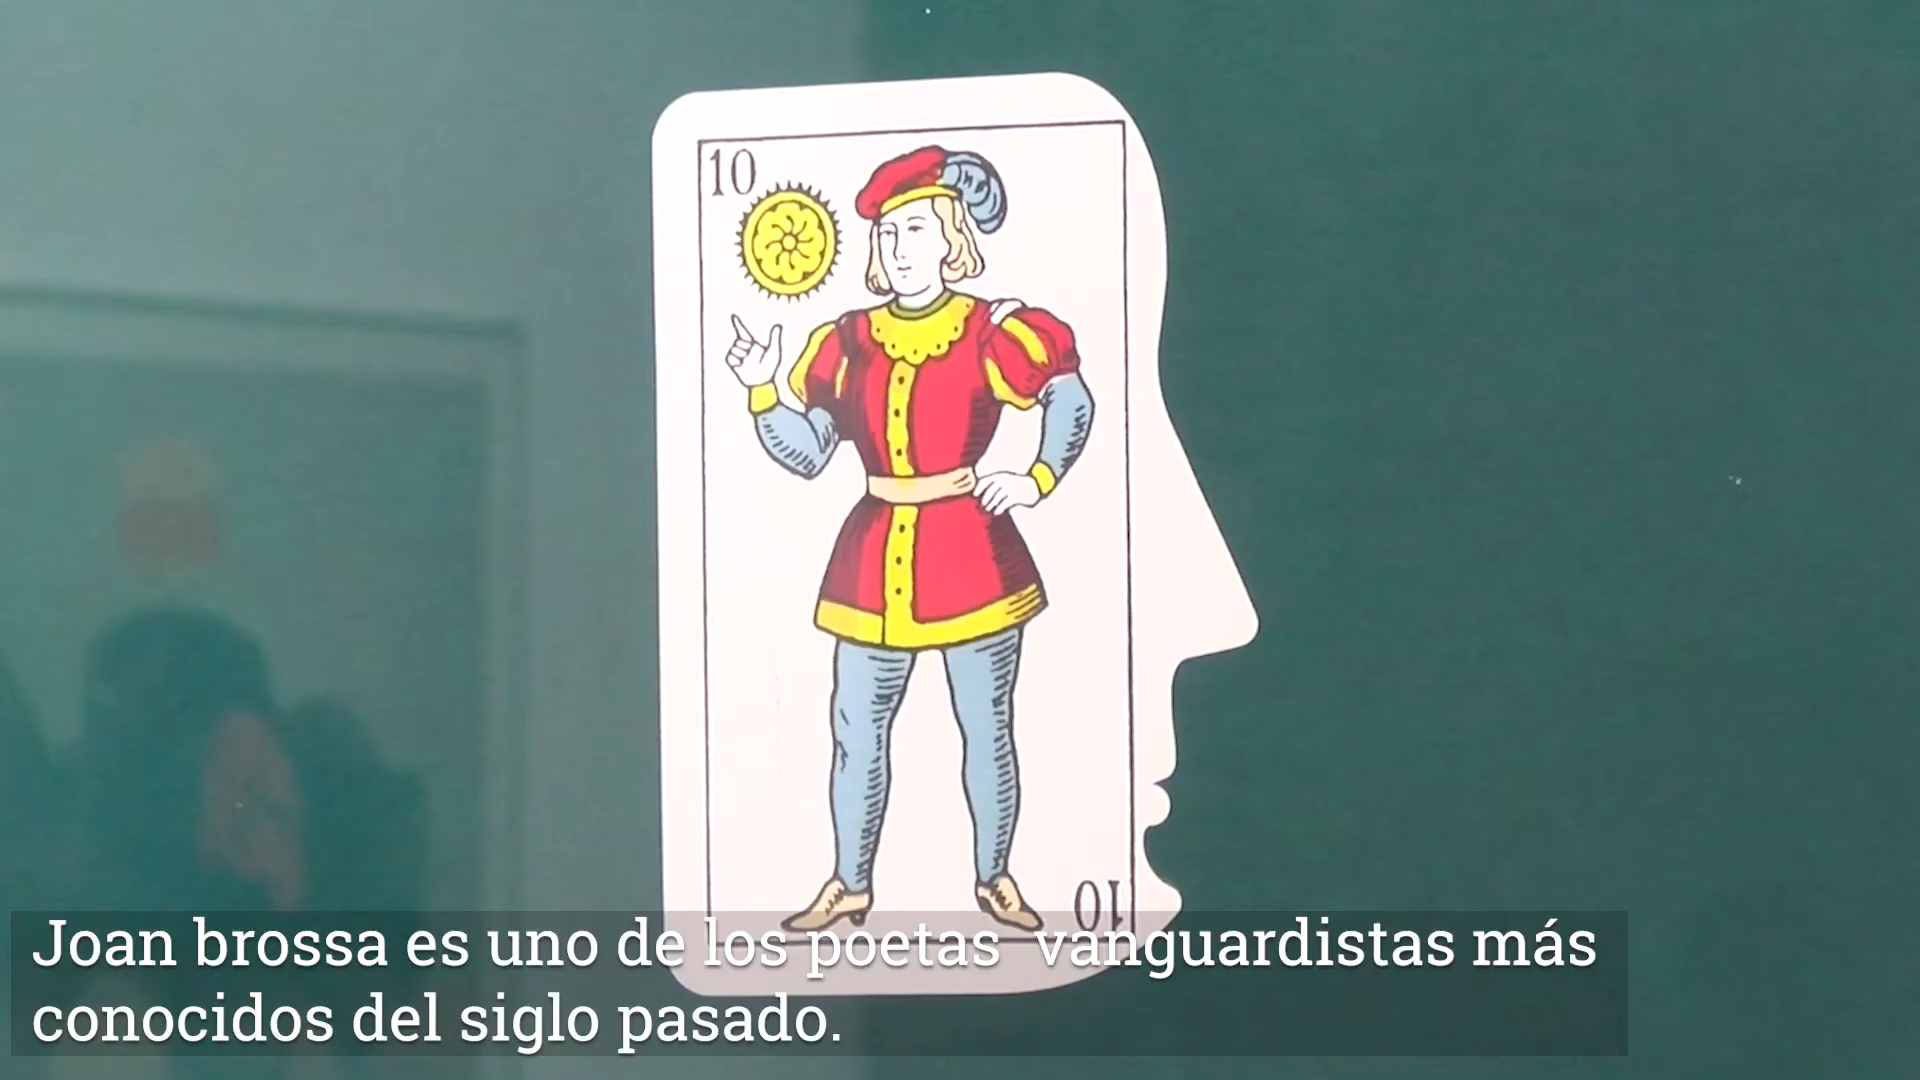 10
10
Joan brossa es uno de los poetas  vanguardistas más
conocidos del siglo pasado.